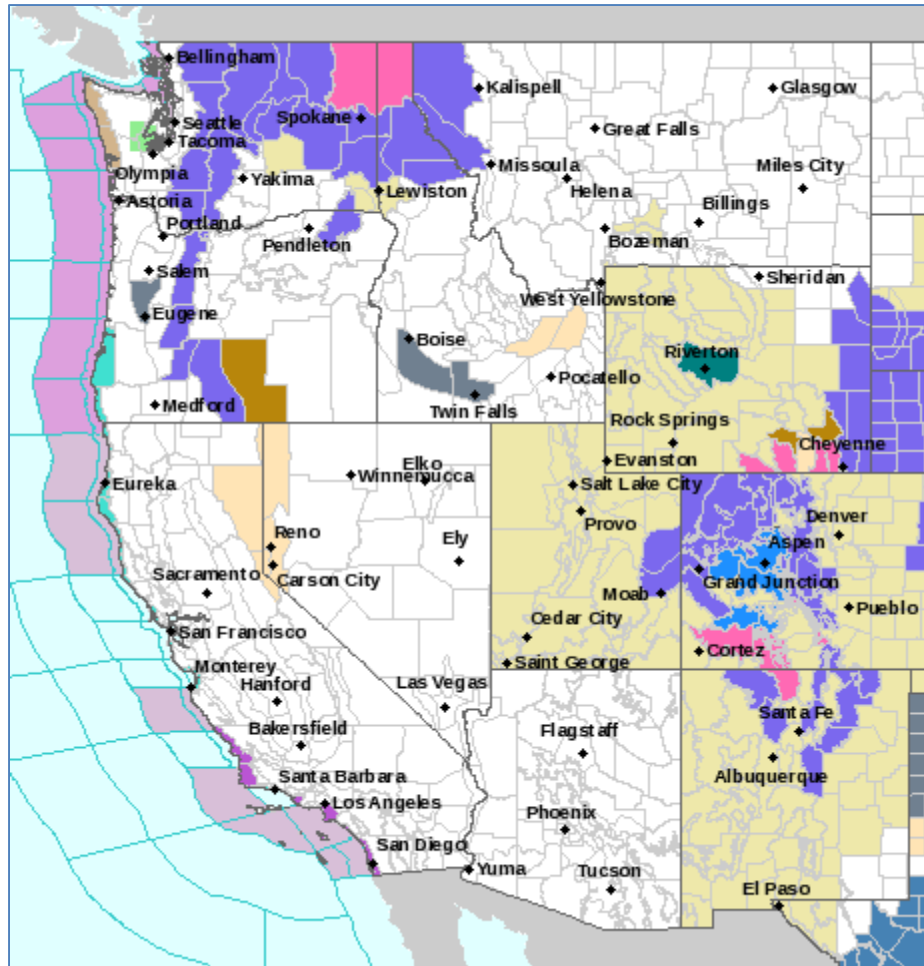 Bellingham
Kalispell
Glasgow
Seattle
Spokane
Great Falls
Tacoma
Olympia
Yakima
Missoula
Miles City
Helena
Lewiston
Astoria
Billings
Portland
Pendleton
Bozeman
Salem
Sheridan
West Yellowstone
Eugene
Boise
Riverton
Pocatello
Medford
Twin Falls
Rock Springs
Cheyenne
Elko
Evanston
Winnemucca
Eureka
Salt Lake City
Provo
Denver
Reno
Ely
Aspen
Sacramento
Carson City
Grand Junction
Moab
Pueblo
Cedar City
San Francisco
Cortez
Saint George
Monterey
Hanford
Las Vegas
Santa Fe
Bakersfield
Flagstaff
Albuquerque
Santa Barbara
Los Angeles
Phoenix
San Diego
Yuma
Tucson
El Paso